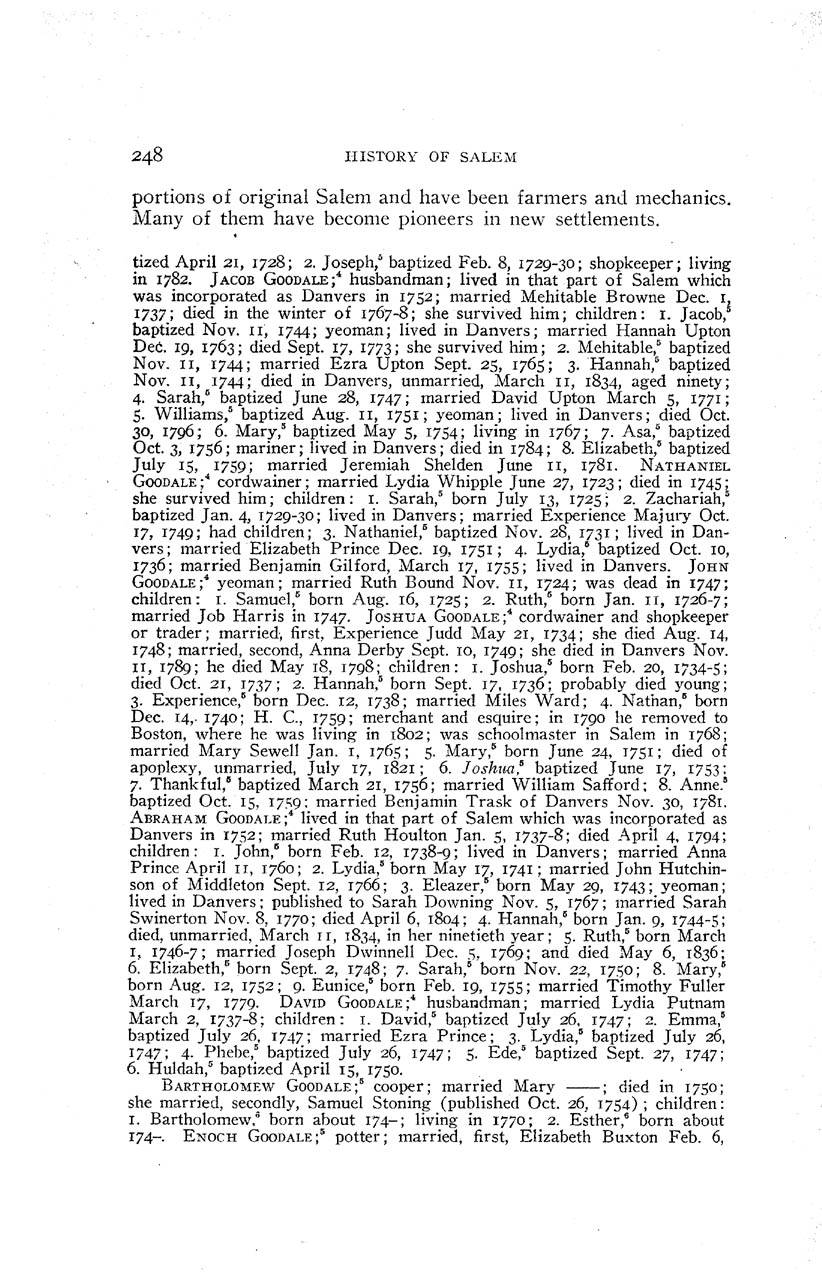 248 HISTORY OF SALEM
portions of original Salem and have been farmers and mechanics.
Many of them have become pioneers in new settlements.
tized April 21, 1728; 2. Joseph,⁵ baptized Feb. 8, 1729-30; shopkeeper; living
in 1782. JACOB GOODALE;⁴ husbandman; lived in that part of Salem which
was incorporated as Danvers in 1752; married Mehitable Browne Dec. 1,
1737; died in the winter of 1767-8; she survived him; children: 1. Jacob,⁵
baptized Nov. 11, 1744; yeoman; lived in Danvers; married Hannah Upton
Dec. 19, 1763; died Sept. 17, 1773; she survived him; 2. Mehitable,⁵ baptized
Nov. 11, 1744; married Ezra Upton Sept. 25, 1765; 3. Hannah,⁵ baptized
Nov. 11, 1744; died in Danvers, unmarried, March 11, 1834, aged ninety;
4. Sarah,⁵ baptized June 28, 1747; married David Upton March 5, 1771;
5. Williams,⁵ baptized Aug. 11, 1751; yeoman; lived in Danvers; died Oct.
30, 1796; 6. Mary,⁵ baptized May 5, 1754; living in 1767; 7. Asa,⁵ baptized
Oct. 3, 1756; mariner; lived in Danvers; died in 1784; 8. Elizabeth,⁵ baptized
July 15, 1759; married Jeremiah Shelden June 11, 1781. NATHANIEL
GOODALE;⁴ cordwainer; married Lydia Whipple June 27, 1723; died in 1745;
she survived him; children: 1. Sarah,⁵ born July 13, 1725; 2. Zachariah,⁵
baptized Jan. 4, 1729-30; lived in Danvers; married Experience Majury Oct.
17, 1749; had children; 3. Nathaniel,⁵ baptized Nov. 28, 1731; lived in Dan-
vers; married Elizabeth Prince Dec. 19, 1751; 4. Lydia,⁵ baptized Oct. 10,
1736; married Benjamin Gilford, March 17, 1755; lived in Danvers. JOHN
GOODALE;⁴ yeoman; married Ruth Bound Nov. 11, 1724; was dead in 1747;
children: 1. Samuel,⁵ born Aug. 16, 1725; 2. Ruth,⁵ born Jan. 11, 1726-7;
married Job Harris in 1747. JOSHUA GOODALE;⁴ cordwainer and shopkeeper
or trader; married, first, Experience Judd May 21, 1734; she died Aug. 14,
1748; married, second, Anna Derby Sept. 10, 1749; she died in Danvers Nov.
11, 1789; he died May 18, 1798; children: 1. Joshua,⁵ born Feb. 20, 1734-5;
died Oct. 21, 1737; 2. Hannah,⁵ born Sept. 17, 1736; probably died young;
3. Experience,⁵ born Dec. 12, 1738; married Miles Ward; 4. Nathan,⁵ born
Dec. 14, 1740; H. C., 1759; merchant and esquire; in 1790 he removed to
Boston, where he was living in 1802; was schoolmaster in Salem in 1768;
married Mary Sewell Jan. 1, 1765; 5. Mary,⁵ born June 24, 1751; died of
apoplexy, unmarried, July 17, 1821; 6. Joshua,⁵ baptized June 17, 1753;
7. Thankful,⁵ baptized March 21, 1756; married William Safford; 8. Anne.⁵
baptized Oct. 15, 1759; married Benjamin Trask of Danvers Nov. 30, 1781.
ABRAHAM GOODALE;⁴ lived in that part of Salem which was incorporated as
Danvers in 1752; married Ruth Houlton Jan. 5, 1737-8; died April 4, 1794;
children: 1. John,⁵ born Feb. 12, 1738-9; lived in Danvers; married Anna
Prince April 11, 1760; 2. Lydia,⁵ born May 17, 1741; married John Hutchin-
son of Middleton Sept. 12, 1766; 3. Eleazer,⁵ born May 29, 1743; yeoman;
lived in Danvers; published to Sarah Downing Nov. 5, 1767; married Sarah
Swinerton Nov. 8, 1770; died April 6, 1804; 4. Hannah,⁵ born Jan. 9, 1744-5;
died, unmarried, March 11, 1834, in her ninetieth year; 5. Ruth,⁵ born March
1, 1746-7; married Joseph Dwinnell Dec. 5, 1769; and died May 6, 1836;
6. Elizabeth,⁵ born Sept. 2, 1748; 7. Sarah,⁵ born Nov. 22, 1750; 8. Mary,⁵
born Aug. 12, 1752; 9. Eunice,⁵ born Feb. 19, 1755; married Timothy Fuller
March 17, 1779. DAVID GOODALE;⁴ husbandman; married Lydia Putnam
March 2, 1737-8; children: 1. David,⁵ baptized July 26, 1747; 2. Emma,⁵
baptized July 26, 1747; married Ezra Prince; 3. Lydia,⁵ baptized July 26,
1747; 4. Phebe,⁵ baptized July 26, 1747; 5. Ede,⁵ baptized Sept. 27, 1747;
6. Huldah,⁵ baptized April 15, 1750.
BARTHOLOMEW GOODALE;⁵ cooper; married Mary ——; died in 1750;
she married, secondly, Samuel Stoning (published Oct. 26, 1754); children:
1. Bartholomew,⁶ born about 174–; living in 1770; 2. Esther,⁶ born about
174–. ENOCH GOODALE;⁵ potter; married, first, Elizabeth Buxton Feb. 6,